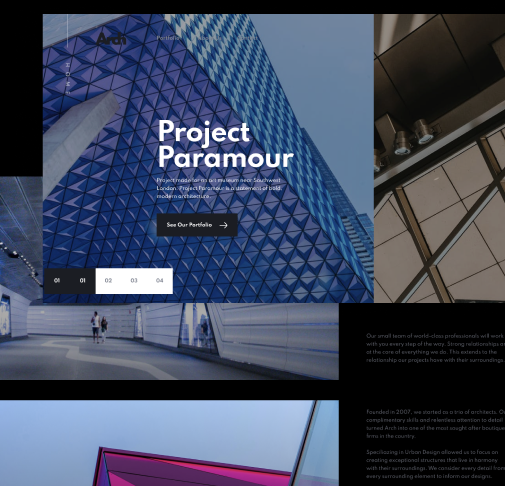 Arch
Portfolio
Project
Paramour
Project made for an art museum near Southwest
London. Project Paramour is a statement of bold,
modern architecture.
See Our Portfolio
01 01 02 03 04
Our small team of world-class professionals will work
with you every step of the way. Strong relationships are
at the core of everything we do. This extends to the
relationship our projects have with their surroundings.
Founded in 2007, we started as a trio of architects. Our
complimentary skills and relentless attention to detail
turned Arch into one of the most sought after boutique
firms in the country.
Specializing in Urban Design allowed us to focus on
creating exceptional structures that live in harmony
with their surroundings. We consider every detail from
every surrounding element to inform our designs.